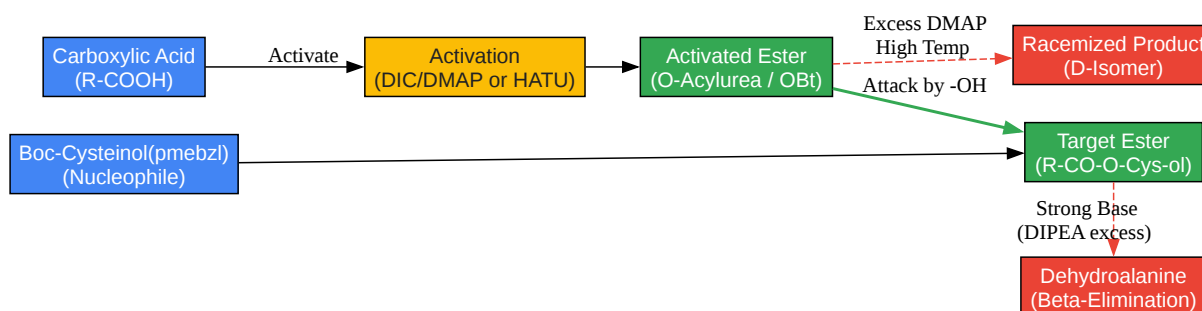 Carboxylic Acid
(R-COOH)
Activate
Activation
(DIC/DMAP or HATU)
Activated Ester
(O-Acylurea / OBt)
Excess DMAP
High Temp
Racemized Product
(D-Isomer)
Attack by -OH
Boc-Cysteinol(pmebzl)
(Nucleophile)
Target Ester
(R-CO-O-Cys-ol)
Strong Base
(DIPEA excess)
Dehydroalanine
(Beta-Elimination)